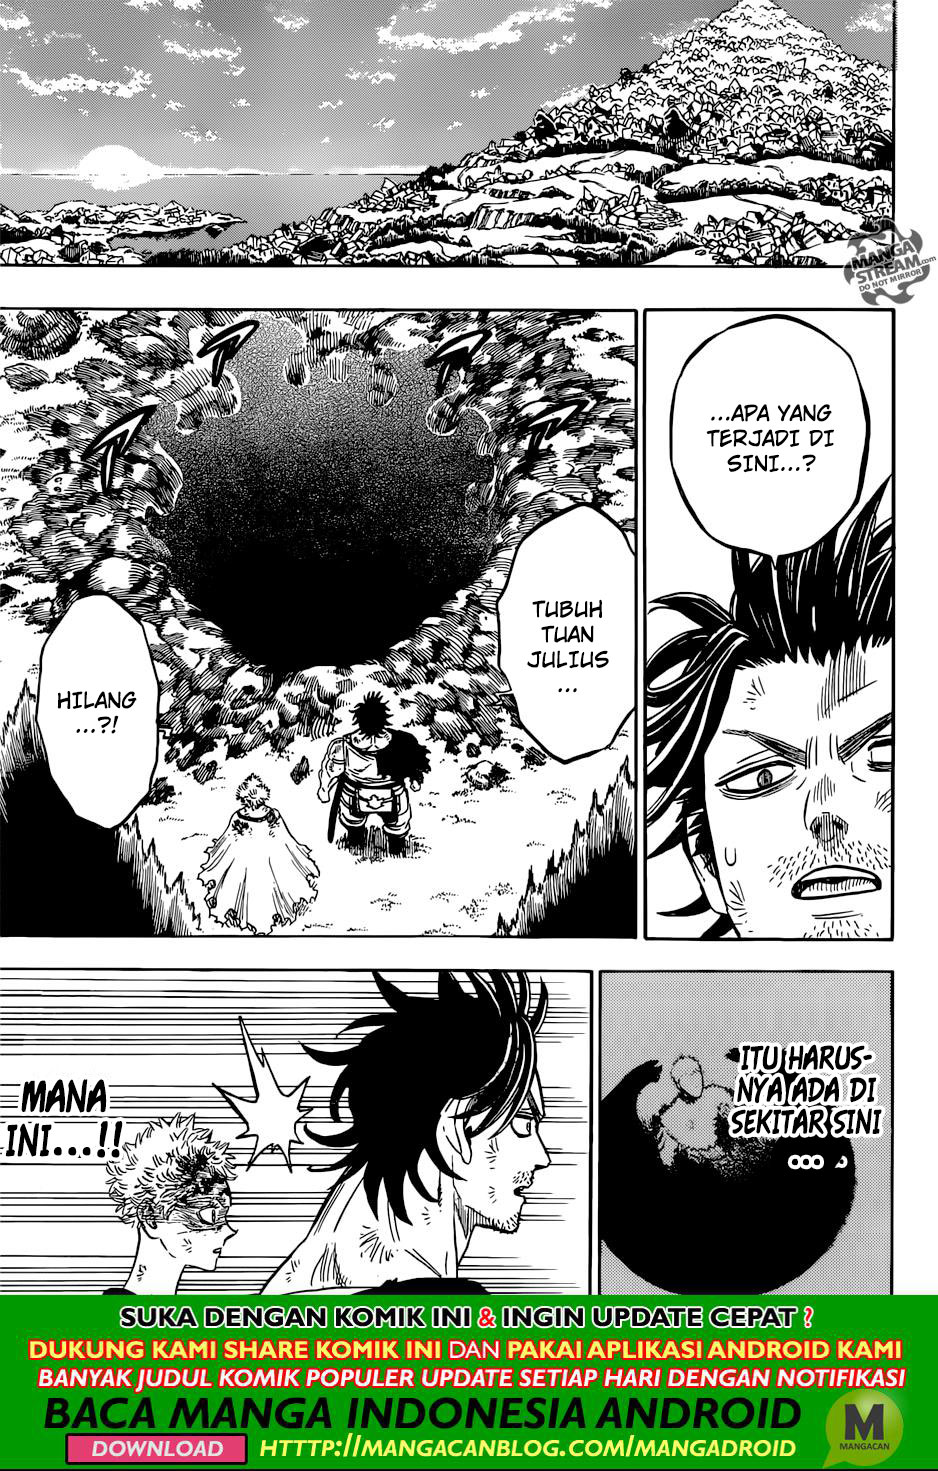 MANGA
STREAM.com
DO NOT MIRROR
...APA YANG
TERJADI DI
SINI...?
TUBUH
TUAN
JULIUS
...
HILANG
...?!
ITU HARUS-
NYA ADA DI
SEKITAR SINI
...
MANA
INI...!!
SUKA DENGAN KOMIK INI & INGIN UPDATE CEPAT ?
DUKUNG KAMI SHARE KOMIK INI DAN PAKAI APLIKASI ANDROID KAMI
BANYAK JUDUL KOMIK POPULER UPDATE SETIAP HARI DENGAN NOTIFIKASI
BACA MANGA INDONESIA ANDROID
DOWNLOAD HTTTP://MANGACANBLOG.COM/MANGADROID
M
MANGACAN